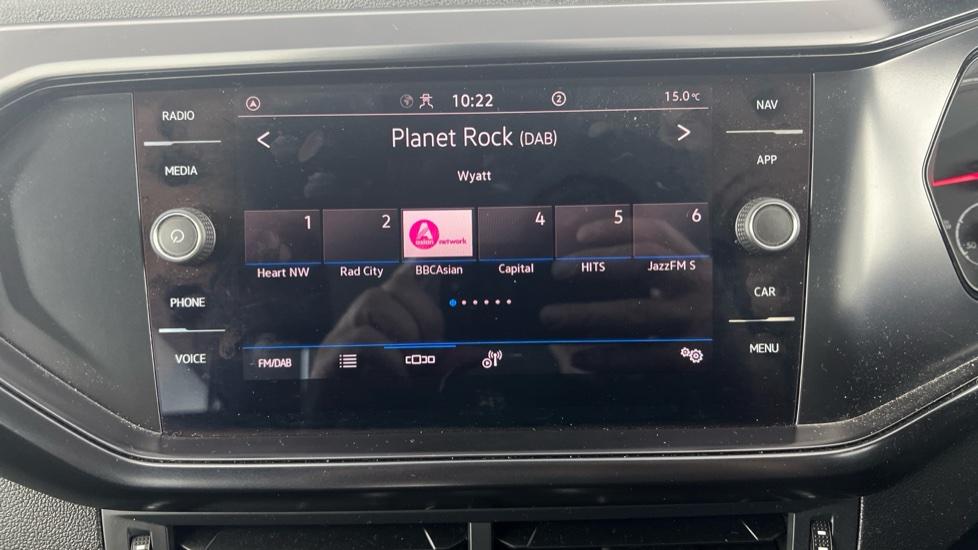 RADIO
MEDIA
PHONE
VOICE
10:22
2
15.0°C
< Planet Rock (DAB) >
Wyatt
1 2 4 5 6
A
asian network
Heart NW Rad City BBCAsian Capital HITS JazzFM S
FM/DAB
NAV
APP
CAR
MENU